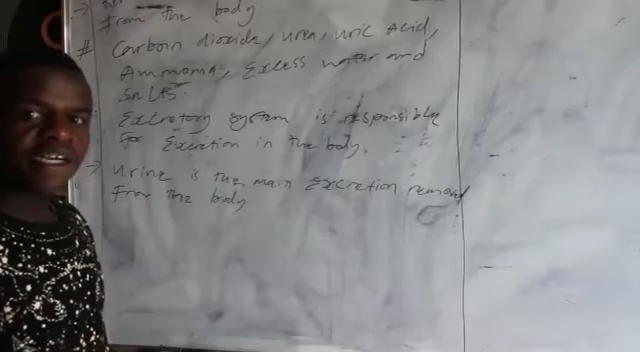 from the body
# Carbon dioxide, urea, uric Acid,
Ammonia, Excess water and
Salts.
Excretory system is responsible
for Excretion in the body.
→ Urine is the main Excretion removed
from the body